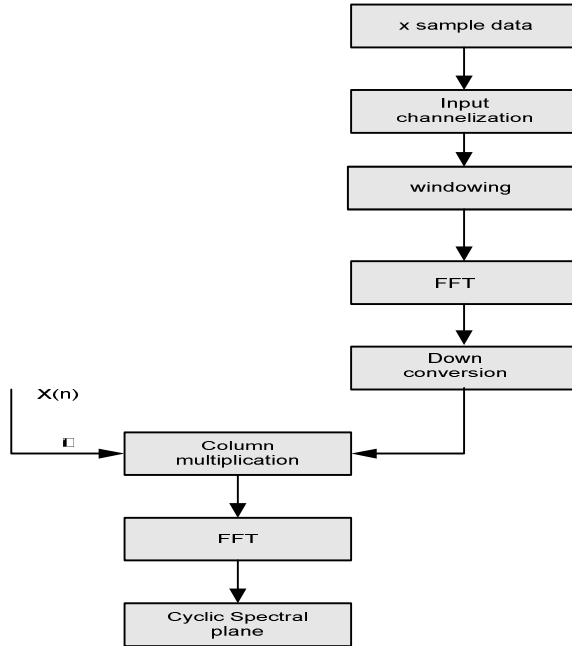 x sample data
Input
channelization
windowing
FFT
Down
conversion
X(n)
Column
multiplication
FFT
Cyclic Spectral
plane